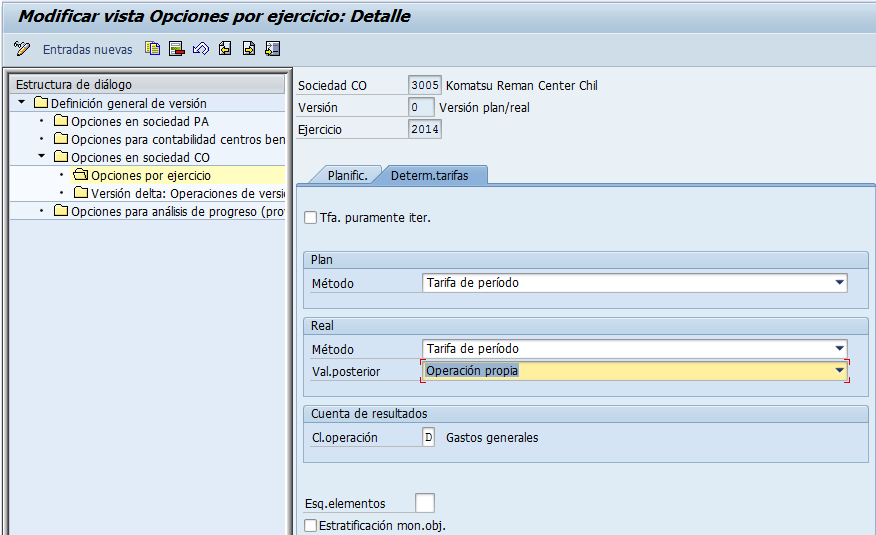 Modificar vista Opciones por ejercicio: Detalle
Entradas nuevas
Estructura de diálogo
Definición general de versión
Opciones en sociedad PA
Opciones para contabilidad centros ben
Opciones en sociedad CO
Opciones por ejercicio
Versión delta: Operaciones de versi
Opciones para análisis de progreso (pro
Sociedad CO 3005 Komatsu Reman Center Chil
Versión 0 Versión plan/real
Ejercicio 2014
Planific. Determ.tarifas
Tfa. puramente iter.
Plan
Método Tarifa de período
Real
Método Tarifa de período
Val.posterior Operación propia
Cuenta de resultados
Cl.operación D Gastos generales
Esq.elementos
Estratificación mon.obj.